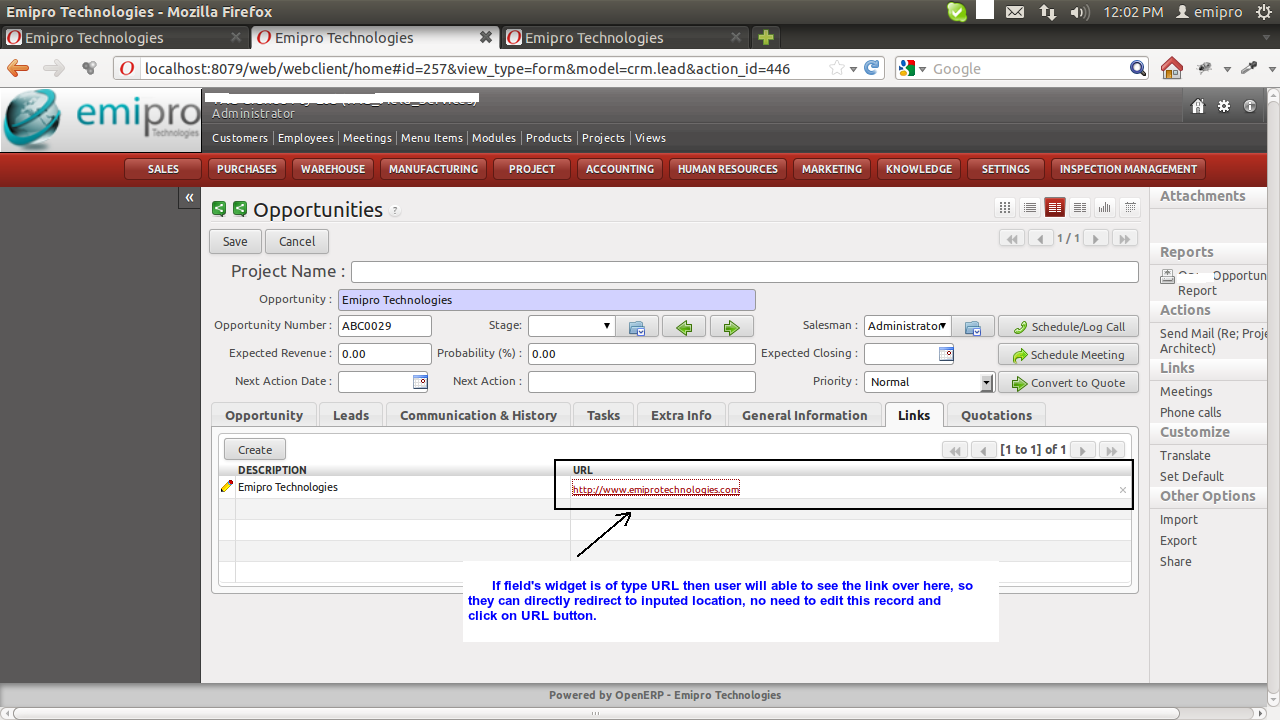 Emipro Technologies - Mozilla Firefox
12:02 PM emipro
Emipro Technologies
Emipro Technologies
Emipro Technologies
localhost:8079/web/webclient/home#id=257&view_type=form&model=crm.lead&action_id=446
Google
emipro
Technologies
Administrator
Customers Employees Meetings Menu Items Modules Products Projects Views
SALES PURCHASES WAREHOUSE MANUFACTURING PROJECT ACCOUNTING HUMAN RESOURCES MARKETING KNOWLEDGE SETTINGS INSPECTION MANAGEMENT
«
Opportunities ?
Save Cancel
1 / 1
Project Name :
Opportunity : Emipro Technologies
Opportunity Number : ABC0029 Stage: Salesman : Administrator Schedule/Log Call
Expected Revenue : 0.00 Probability (%) : 0.00 Expected Closing : Schedule Meeting
Next Action Date : Next Action : Priority : Normal Convert to Quote
Opportunity Leads Communication & History Tasks Extra Info General Information Links Quotations
Create [1 to 1] of 1
DESCRIPTION URL
Emipro Technologies http://www.emiprotechnologies.com
If field's widget is of type URL then user will able to see the link over here, so
they can directly redirect to inputed location, no need to edit this record and
click on URL button.
Attachments
Reports
Opportun
Report
Actions
Send Mail (Re; Proje
Architect)
Links
Meetings
Phone calls
Customize
Translate
Set Default
Other Options
Import
Export
Share
Powered by OpenERP - Emipro Technologies